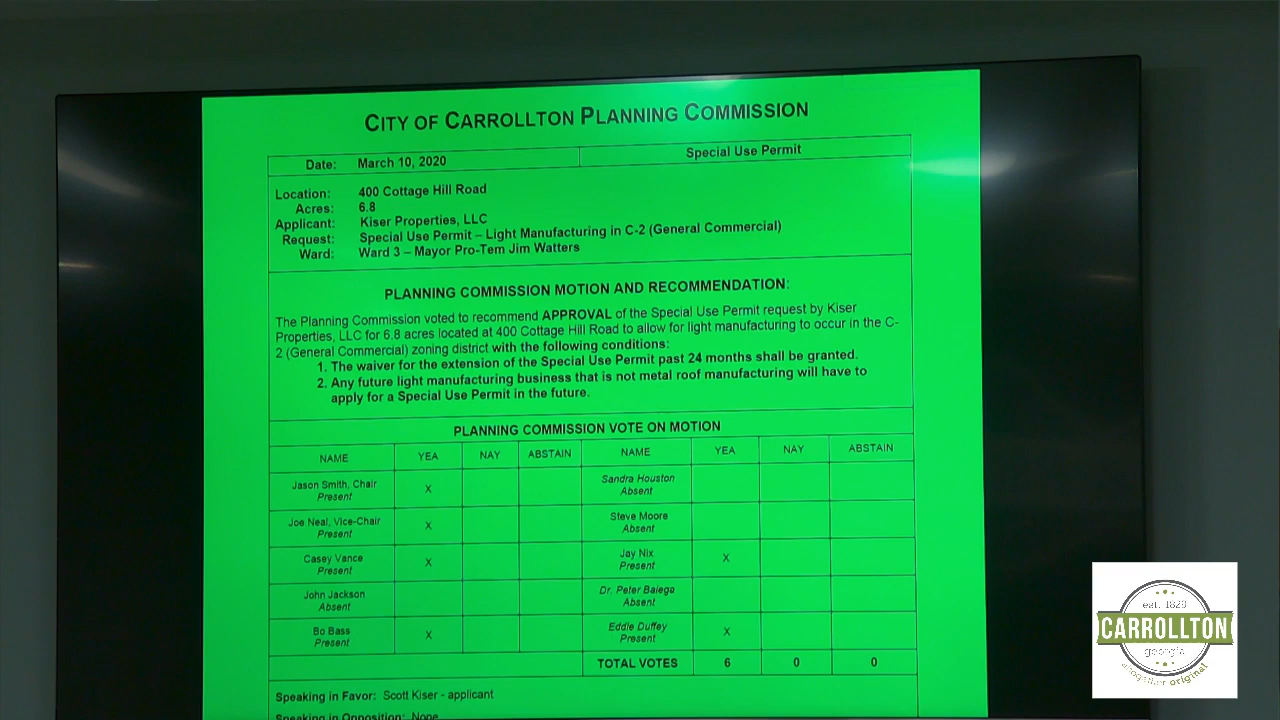 CITY OF CARROLLTON PLANNING COMMISSION
Date: March 10, 2020 Special Use Permit
Location: 400 Cottage Hill Road
Acres: 6.8
Applicant: Kiser Properties, LLC
Request: Special Use Permit – Light Manufacturing in C-2 (General Commercial)
Ward: Ward 3 – Mayor Pro-Tem Jim Watters
PLANNING COMMISSION MOTION AND RECOMMENDATION:
The Planning Commission voted to recommend APPROVAL of the Special Use Permit request by Kiser
Properties, LLC for 6.8 acres located at 400 Cottage Hill Road to allow for light manufacturing to occur in the C-
2 (General Commercial) zoning district with the following conditions:
1. The waiver for the extension of the Special Use Permit past 24 months shall be granted.
2. Any future light manufacturing business that is not metal roof manufacturing will have to
apply for a Special Use Permit in the future.
PLANNING COMMISSION VOTE ON MOTION
NAME YEA NAY ABSTAIN NAME YEA NAY ABSTAIN
Jason Smith, Chair
Present X
Sandra Houston
Absent
Joe Neal, Vice-Chair
Present X
Steve Moore
Absent
Casey Vance
Present X
Jay Nix
Present X
John Jackson
Absent
Dr. Peter Baiega
Absent
Bo Bass
Present X
Eddie Duffey
Present X
TOTAL VOTES 6 0 0
Speaking in Favor: Scott Kiser - applicant
Speaking in Opposition: None
est. 1829
CARROLLTON
georgia
altogether original